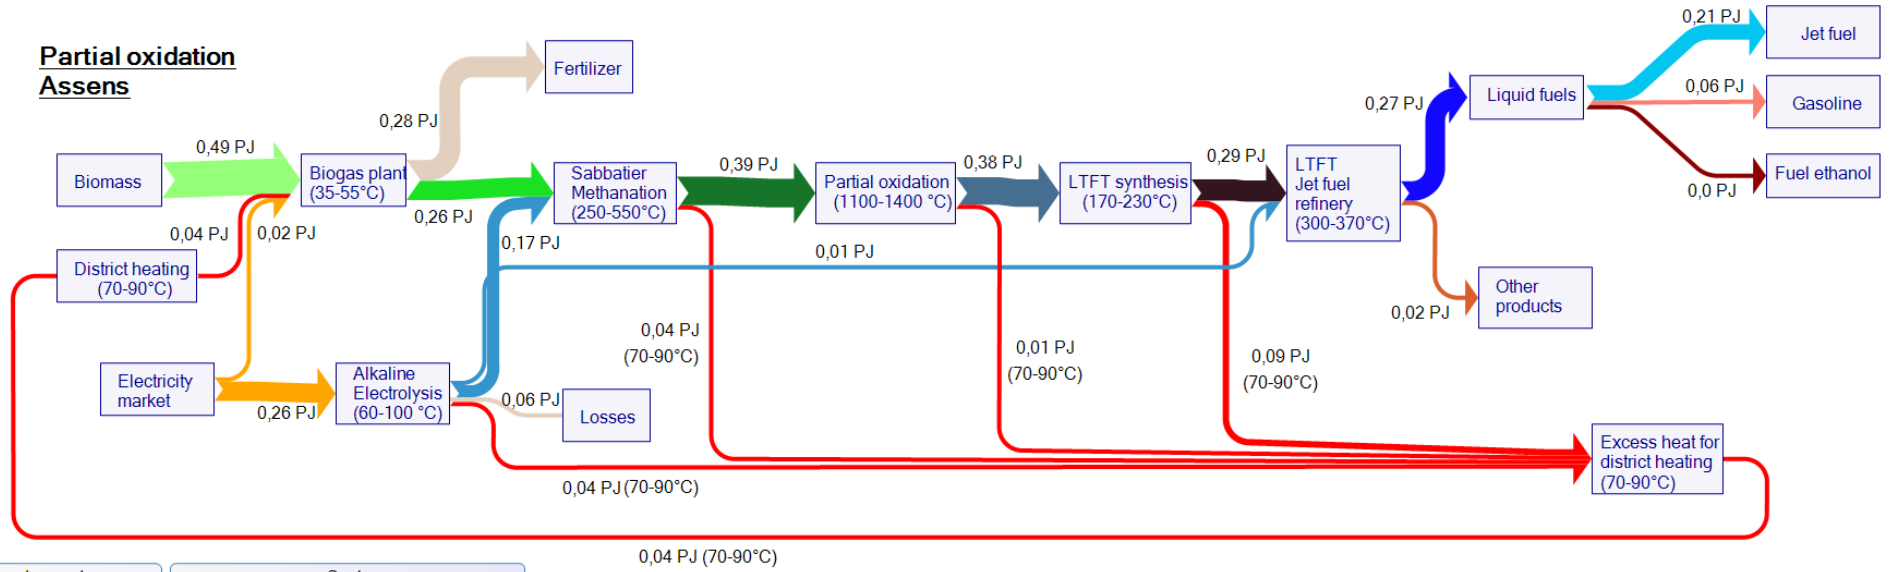 Partial oxidation
Assens
0,49 PJ
Biomass
0,04 PJ
0,02 PJ
District heating
(70-90°C)
Electricity
market
0,26 PJ
Biogas plant
(35-55°C)
0,28 PJ
Fertilizer
0,26 PJ
0,17 PJ
Alkaline
Electrolysis
(60-100 °C)
0,06 PJ
Losses
0,04 PJ (70-90°C)
Sabbatier
Methanation
(250-550°C)
0,39 PJ
0,04 PJ
(70-90°C)
Partial oxidation
(1100-1400 °C)
0,38 PJ
0,01 PJ
0,01 PJ
(70-90°C)
LTFT synthesis
(170-230°C)
0,29 PJ
0,09 PJ
(70-90°C)
LTFT
Jet fuel
refinery
(300-370°C)
0,27 PJ
0,02 PJ
Liquid fuels
Other
products
0,21 PJ
0,06 PJ
0,0 PJ
Jet fuel
Gasoline
Fuel ethanol
Excess heat for
district heating
(70-90°C)
0,04 PJ (70-90°C)